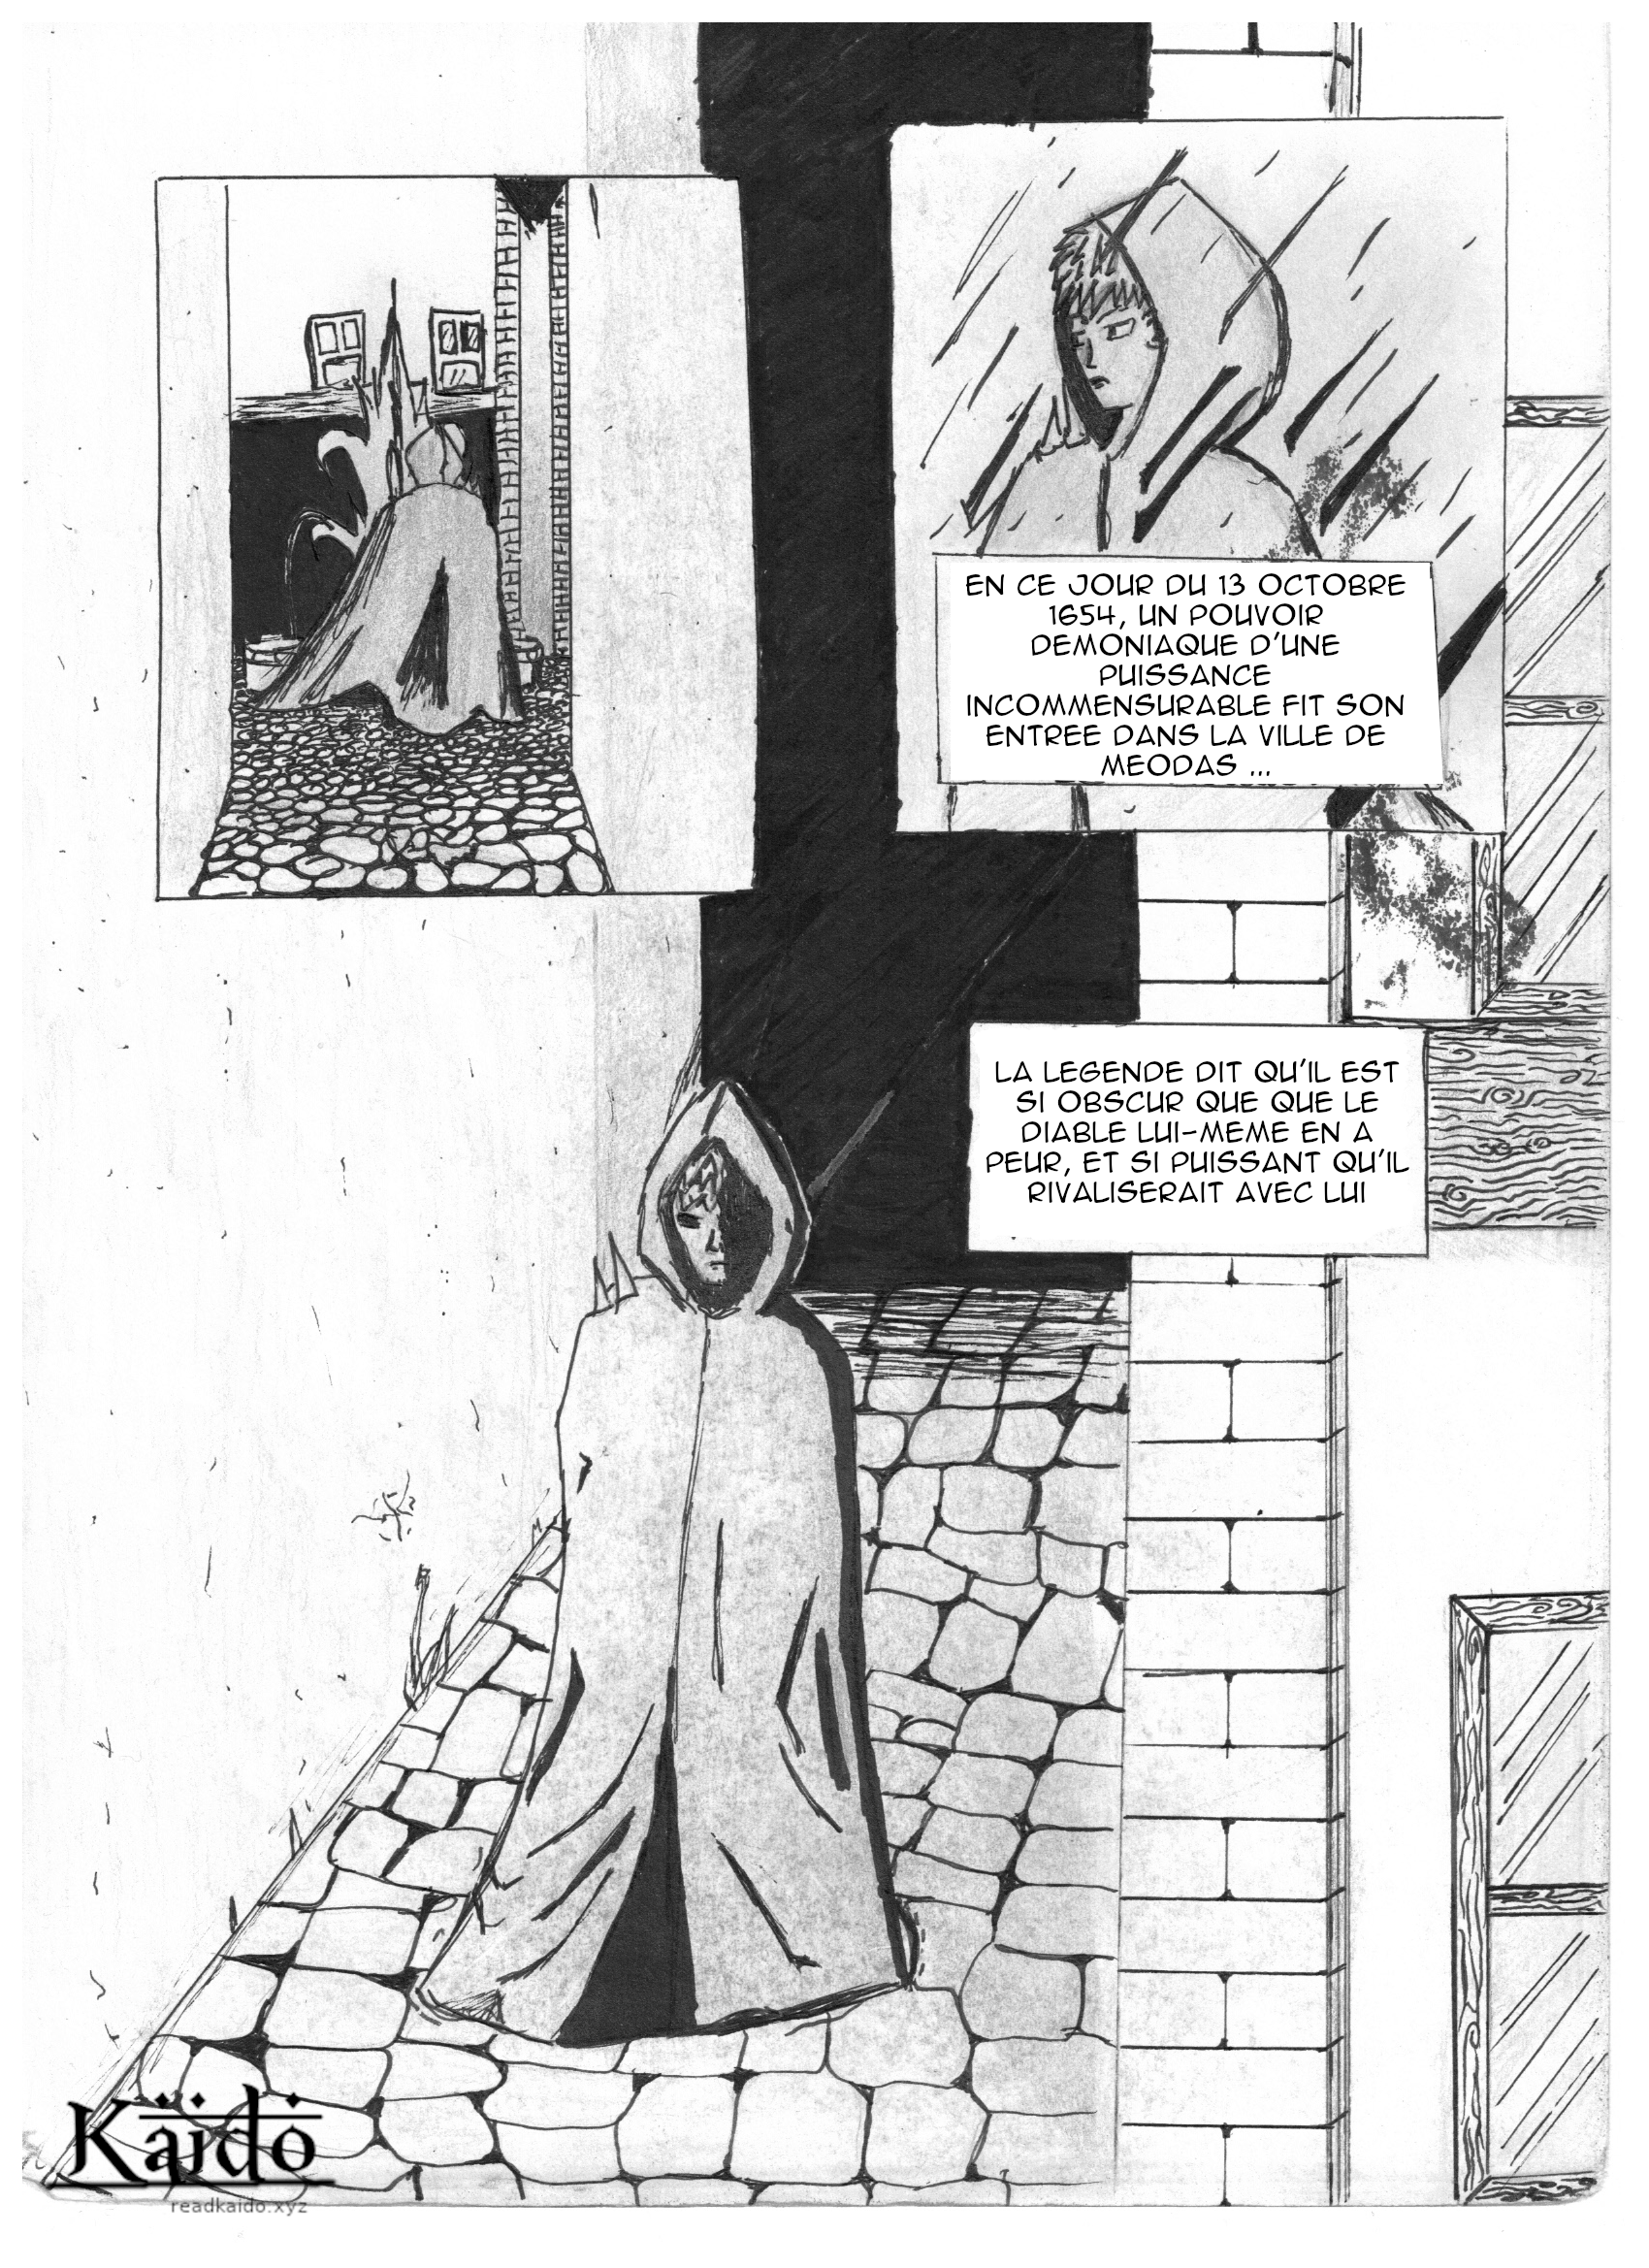 EN CE JOUR DU 13 OCTOBRE
1654, UN POUVOIR
DEMONIAQUE D'UNE
PUISSANCE
INCOMMENSURABLE FIT SON
ENTREE DANS LA VILLE DE
MEODAS ...
LA LEGENDE DIT QU'IL EST
SI OBSCUR QUE QUE LE
DIABLE LUI-MEME EN A
PEUR, ET SI PUISSANT QU'IL
RIVALISERAIT AVEC LUI
Käidö
readkaido.xyz